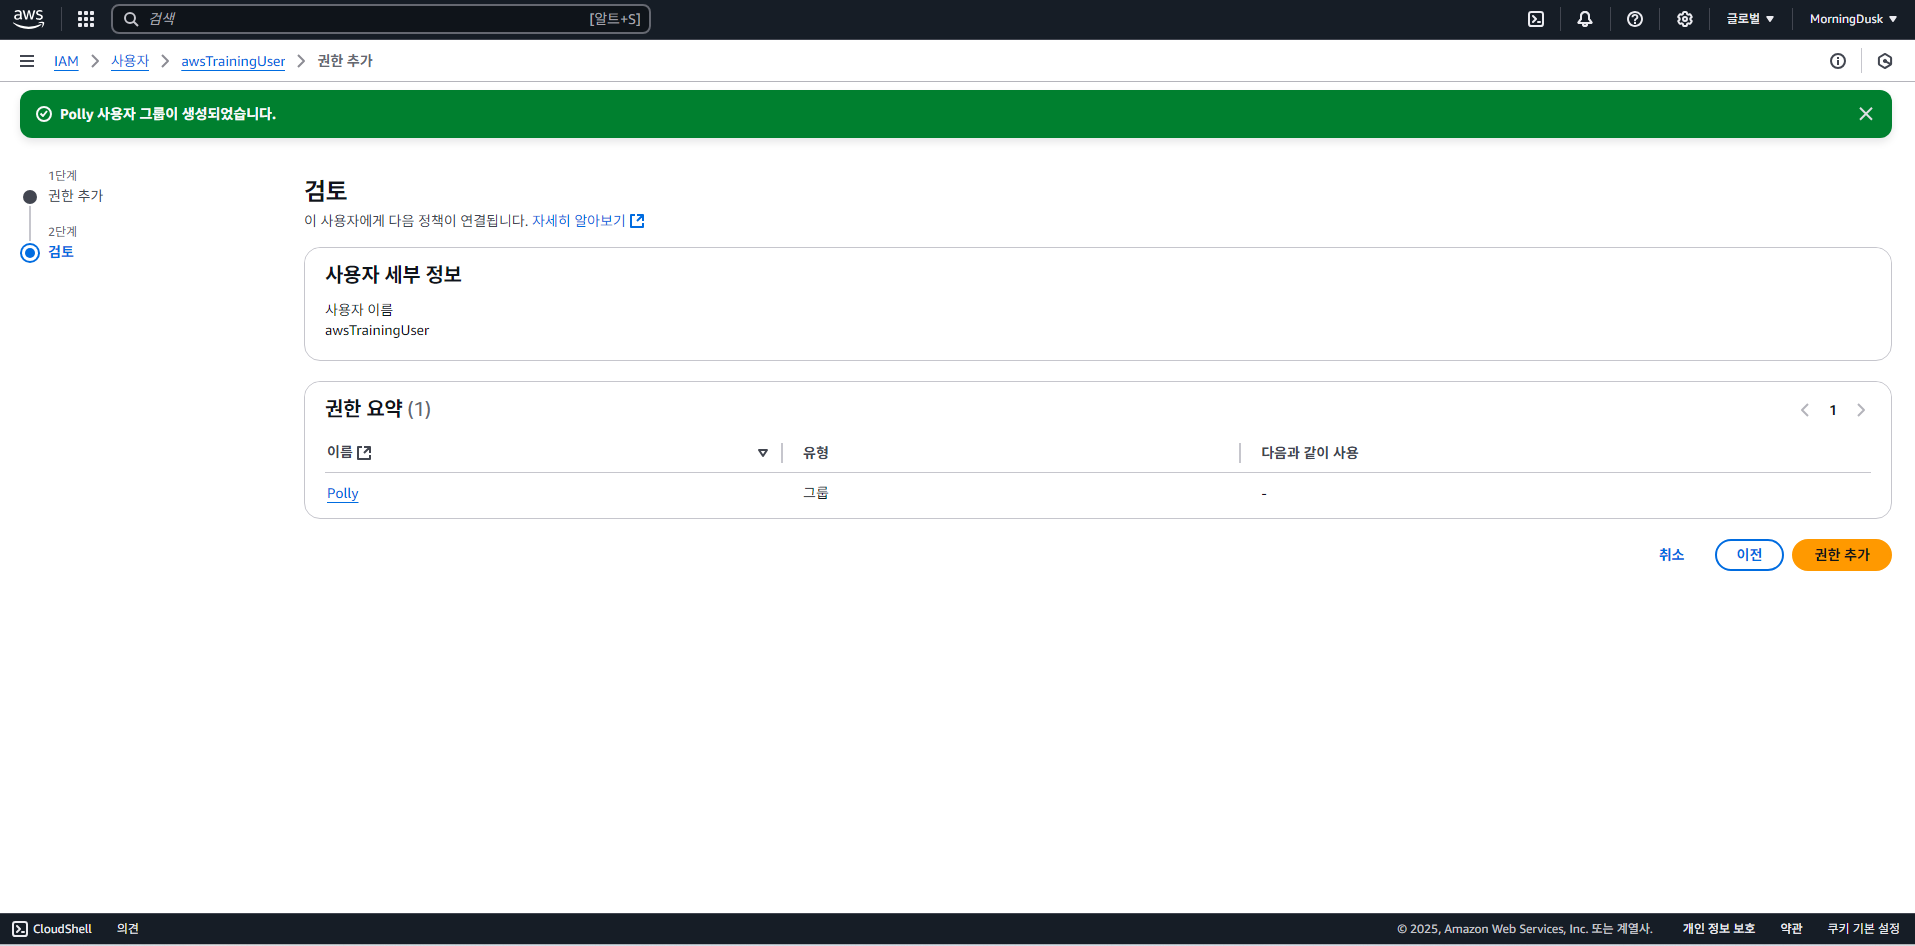 aws
검색 [알트+S]
글로벌 MorningDusk
IAM 사용자 awsTrainingUser 권한 추가
Polly 사용자 그룹이 생성되었습니다.
1단계
권한 추가
2단계
검토
검토
이 사용자에게 다음 정책이 연결됩니다. 자세히 알아보기
사용자 세부 정보
사용자 이름
awsTrainingUser
권한 요약 (1)
1
이름 유형 다음과 같이 사용
Polly 그룹 -
취소 이전 권한 추가
CloudShell 의견 © 2025, Amazon Web Services, Inc. 또는 계열사. 개인 정보 보호 약관 쿠키 기본 설정